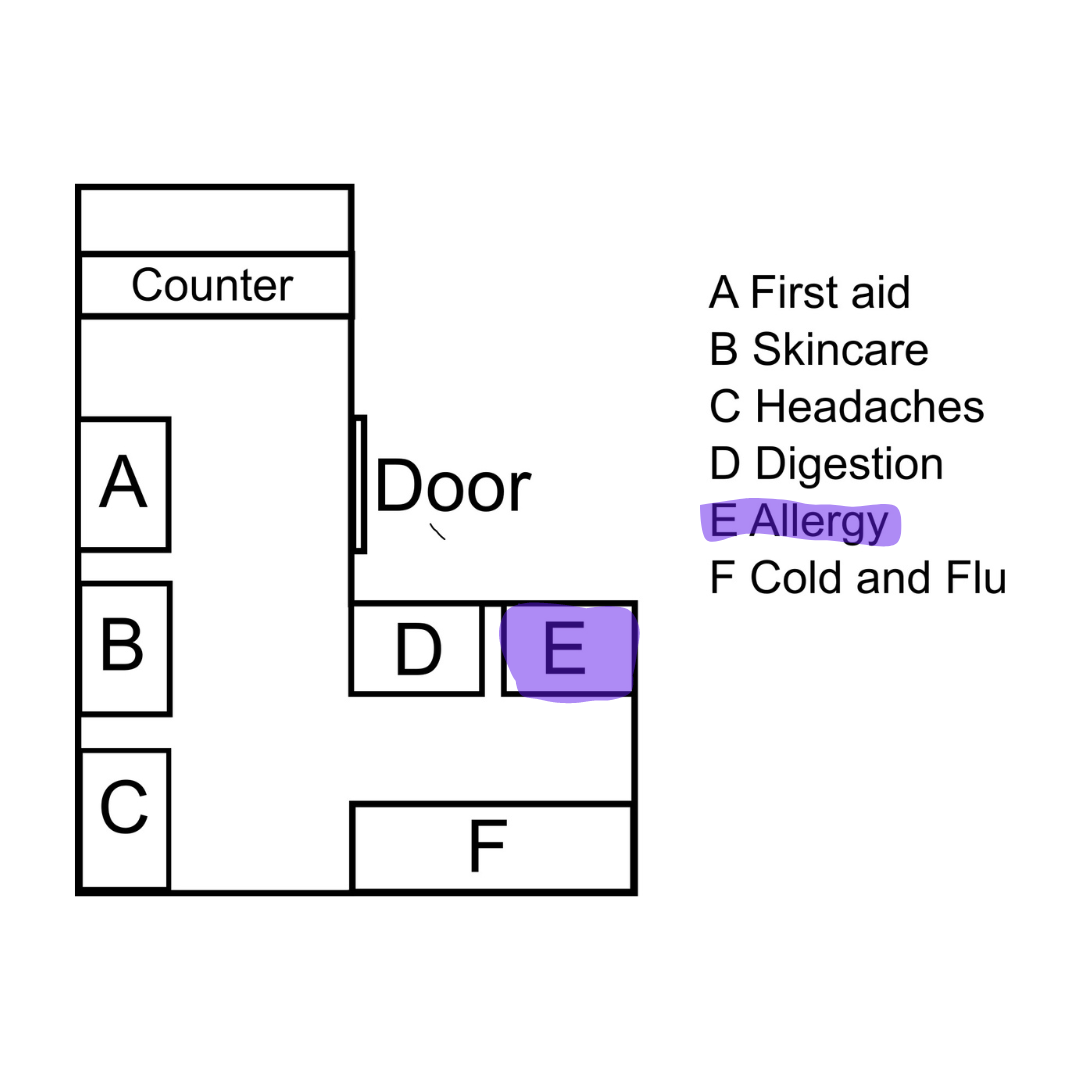 Counter
A
Door
B
C
D
E
F
A First aid
B Skincare
C Headaches
D Digestion
E Allergy
F Cold and Flu